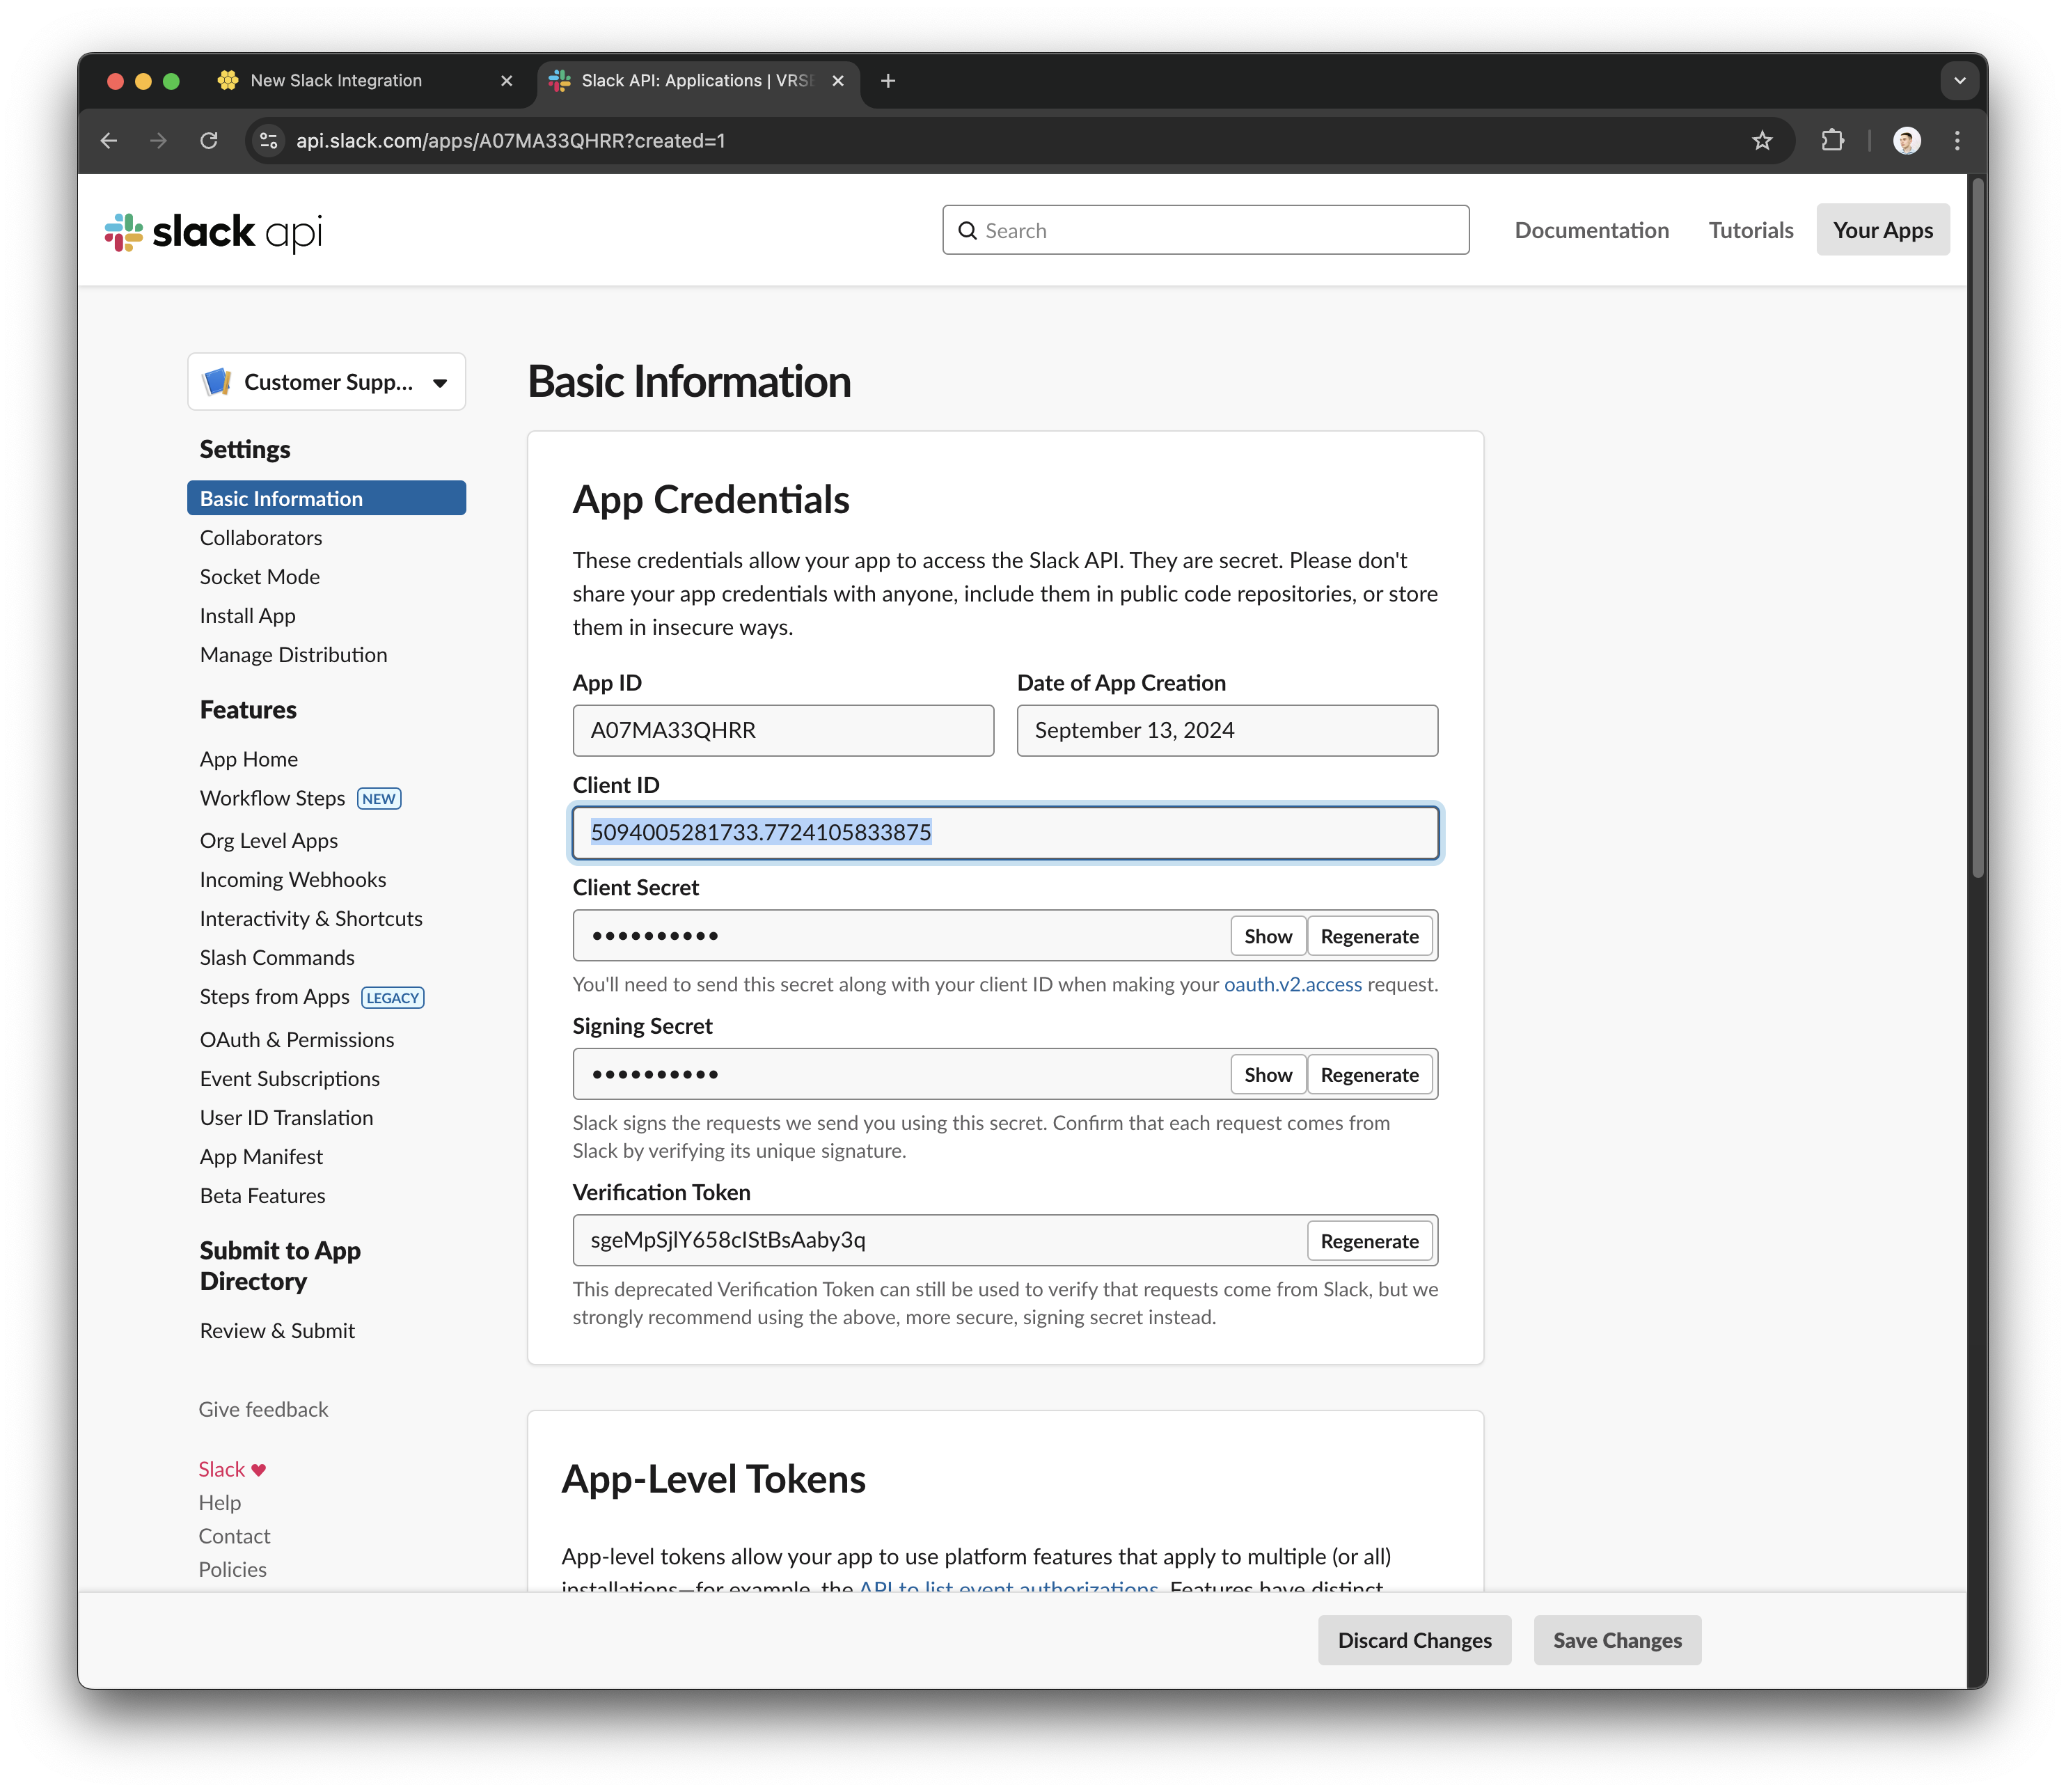 New Slack Integration
Slack API: Applications | VRS
api.slack.com/apps/A07MA33QHRR?created=1
slack api
Search
Documentation
Tutorials
Your Apps
Customer Supp...
Settings
Basic Information
Collaborators
Socket Mode
Install App
Manage Distribution
Features
App Home
Workflow Steps NEW
Org Level Apps
Incoming Webhooks
Interactivity & Shortcuts
Slash Commands
Steps from Apps LEGACY
OAuth & Permissions
Event Subscriptions
User ID Translation
App Manifest
Beta Features
Submit to App
Directory
Review & Submit
Give feedback
Slack ♥
Help
Contact
Policies
Basic Information
App Credentials
These credentials allow your app to access the Slack API. They are secret. Please don't
share your app credentials with anyone, include them in public code repositories, or store
them in insecure ways.
App ID
A07MA33QHRR
Date of App Creation
September 13, 2024
Client ID
5094005281733.7724105833875
Client Secret
••••••••••
Show
Regenerate
You'll need to send this secret along with your client ID when making your oauth.v2.access request.
Signing Secret
••••••••••
Show
Regenerate
Slack signs the requests we send you using this secret. Confirm that each request comes from
Slack by verifying its unique signature.
Verification Token
Regenerate
This deprecated Verification Token can still be used to verify that requests come from Slack, but we
strongly recommend using the above, more secure, signing secret instead.
App-Level Tokens
App-level tokens allow your app to use platform features that apply to multiple (or all)
installations—for example, the API to list event authorizations. Features have distinct
Discard Changes
Save Changes